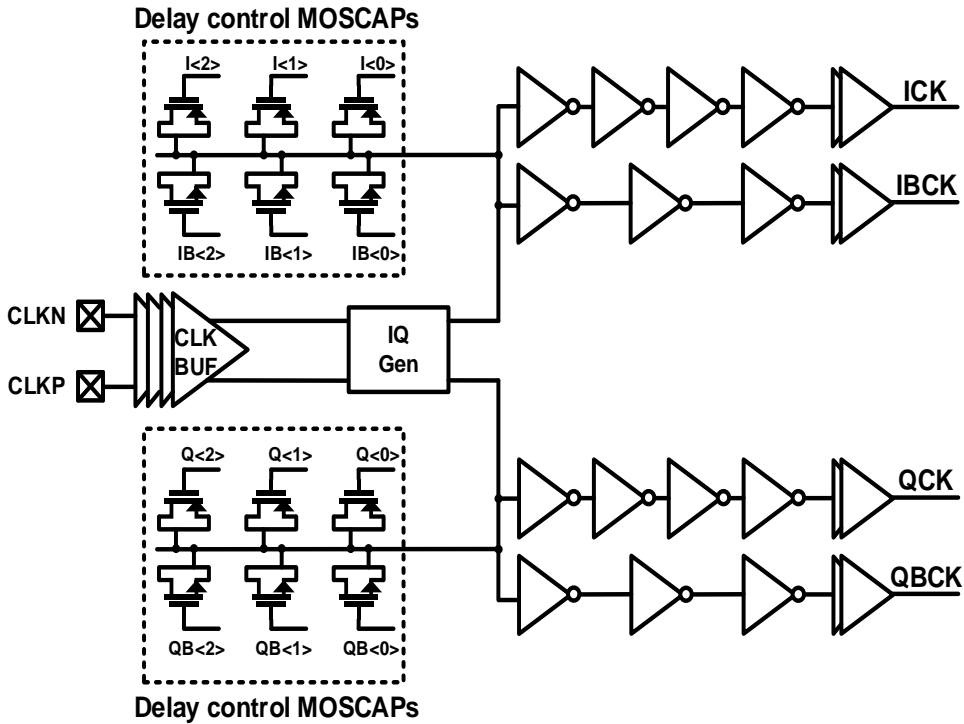 Delay control MOSCAPs
I<2> I<1> I<0>
ICK
IBCK
IB<2> IB<1> IB<0>
CLKN
CLK
BUF
IQ
Gen
CLKP
Q<2> Q<1> Q<0>
QCK
QBCK
QB<2> QB<1> QB<0>
Delay control MOSCAPs